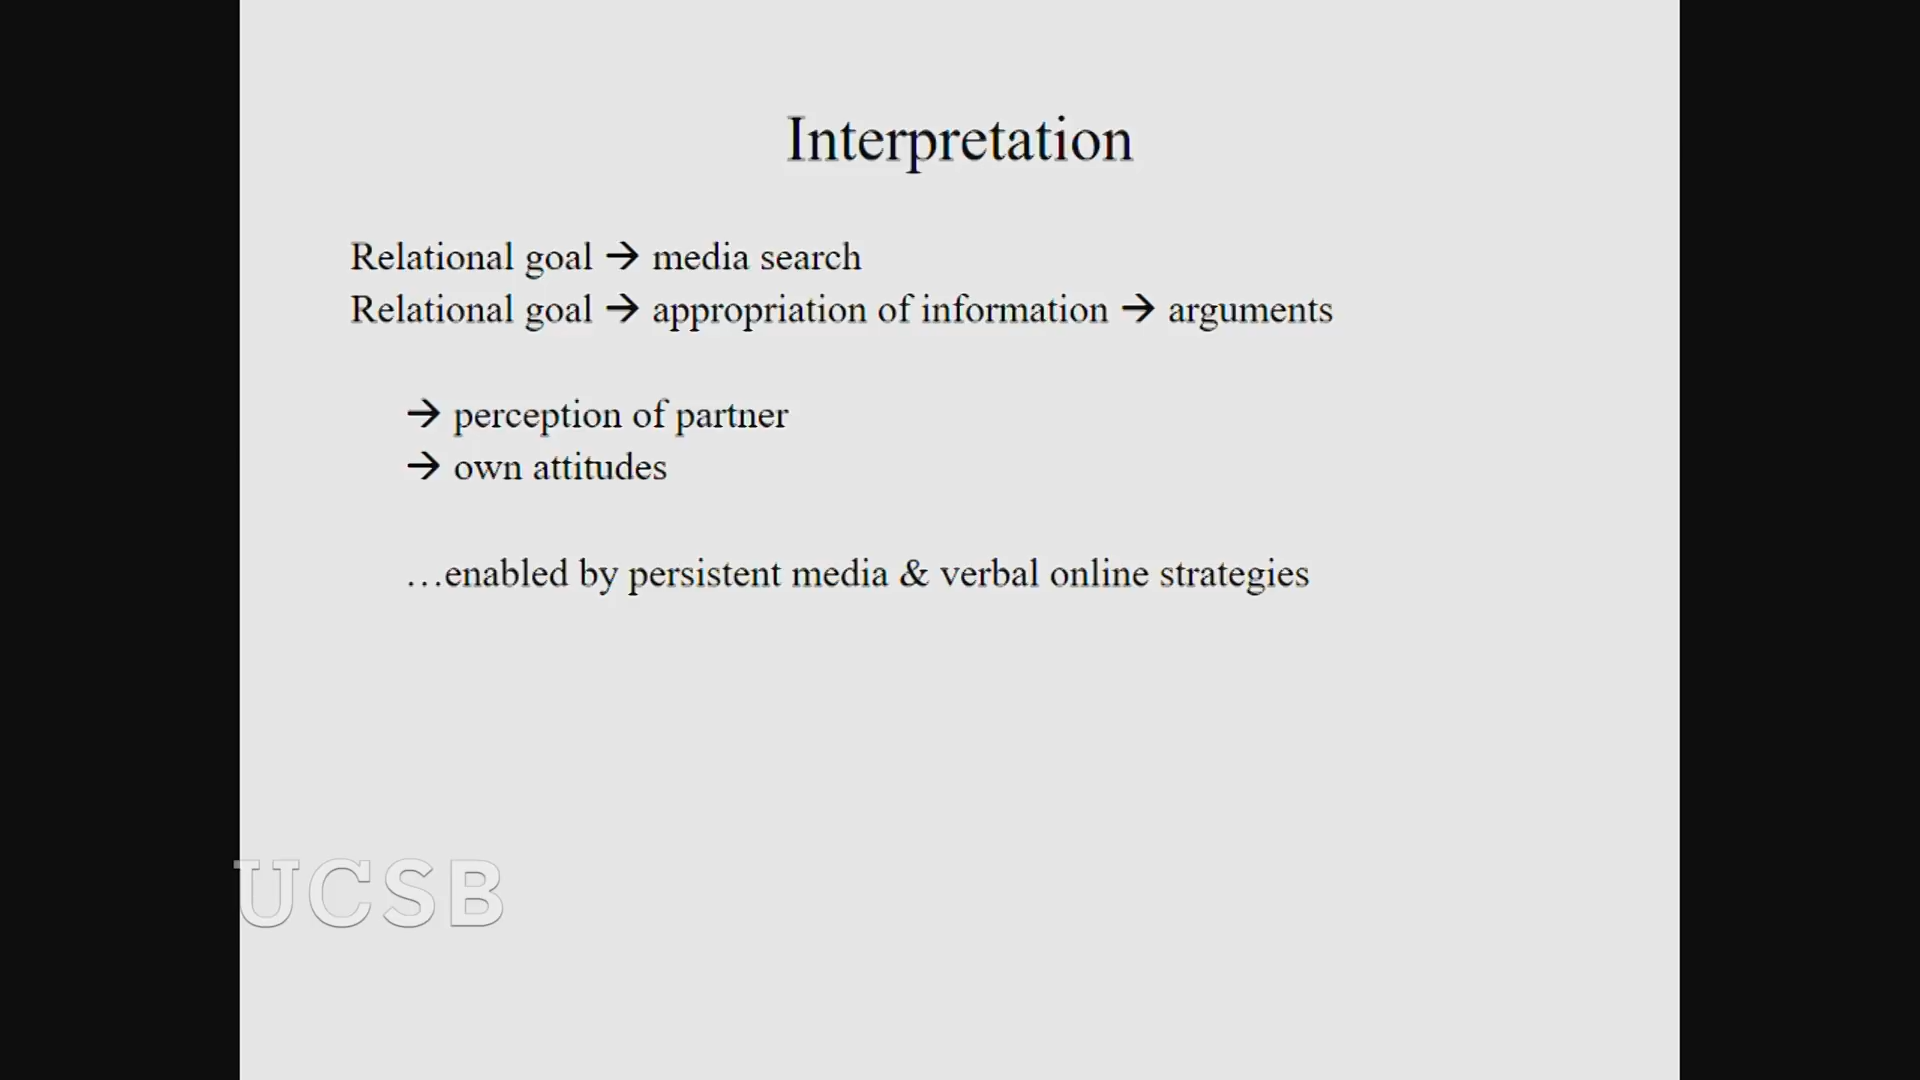 Interpretation
Relational goal → media search
Relational goal → appropriation of information → arguments
→ perception of partner
→ own attitudes
…enabled by persistent media & verbal online strategies
UCSB